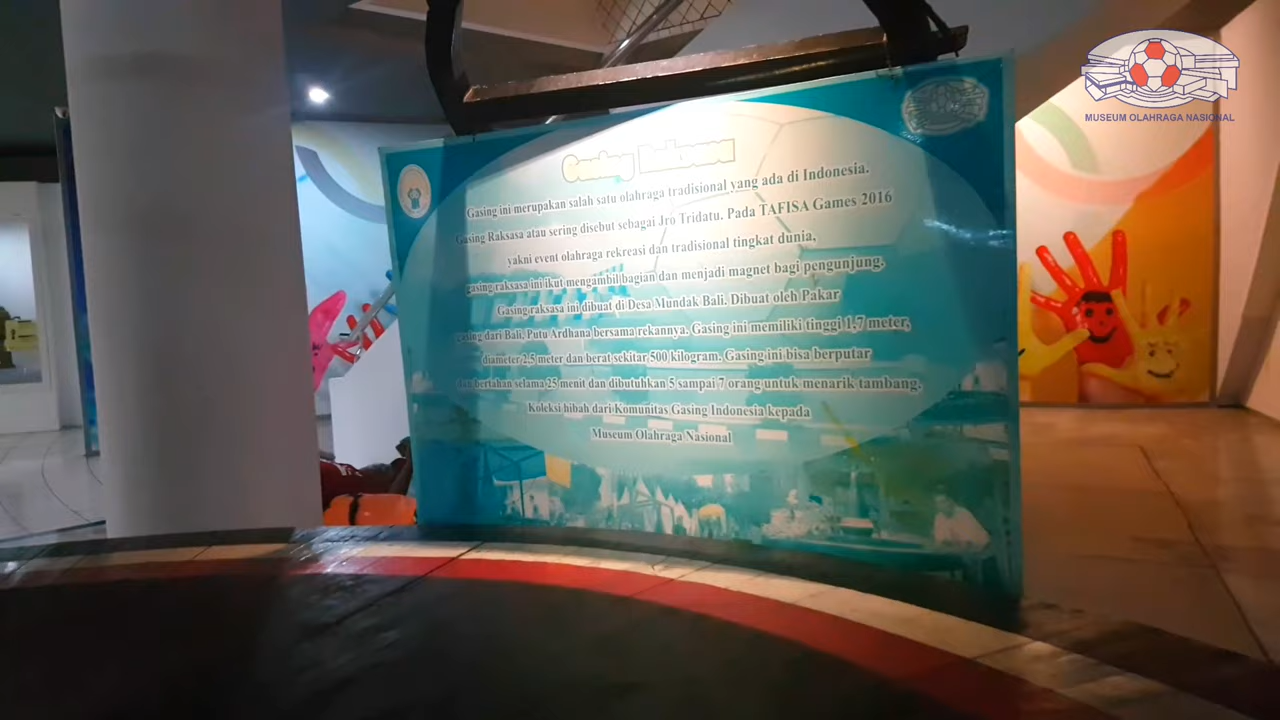 MUSEUM OLAHRAGA NASIONAL
Gasing Raksasa
Gasing ini merupakan salah satu olahraga tradisional yang ada di Indonesia.
Gasing Raksasa atau sering disebut sebagai Jro Tridatu. Pada TAFISA Games 2016
yakni event olahraga rekreasi dan tradisional tingkat dunia,
gasing raksasa ini ikut mengambil bagian dan menjadi magnet bagi pengunjung.
Gasing raksasa ini dibuat di Desa Mundak Bali. Dibuat oleh Pakar
gasing dari Bali, Putu Ardhana bersama rekannya. Gasing ini memiliki tinggi 1,7 meter,
diameter 2,5 meter dan berat sekitar 500 kilogram. Gasing ini bisa berputar
dan bertahan selama 25 menit dan dibutuhkan 5 sampai 7 orang untuk menarik tambang.
Koleksi hibah dari Komunitas Gasing Indonesia kepada
Museum Olahraga Nasional